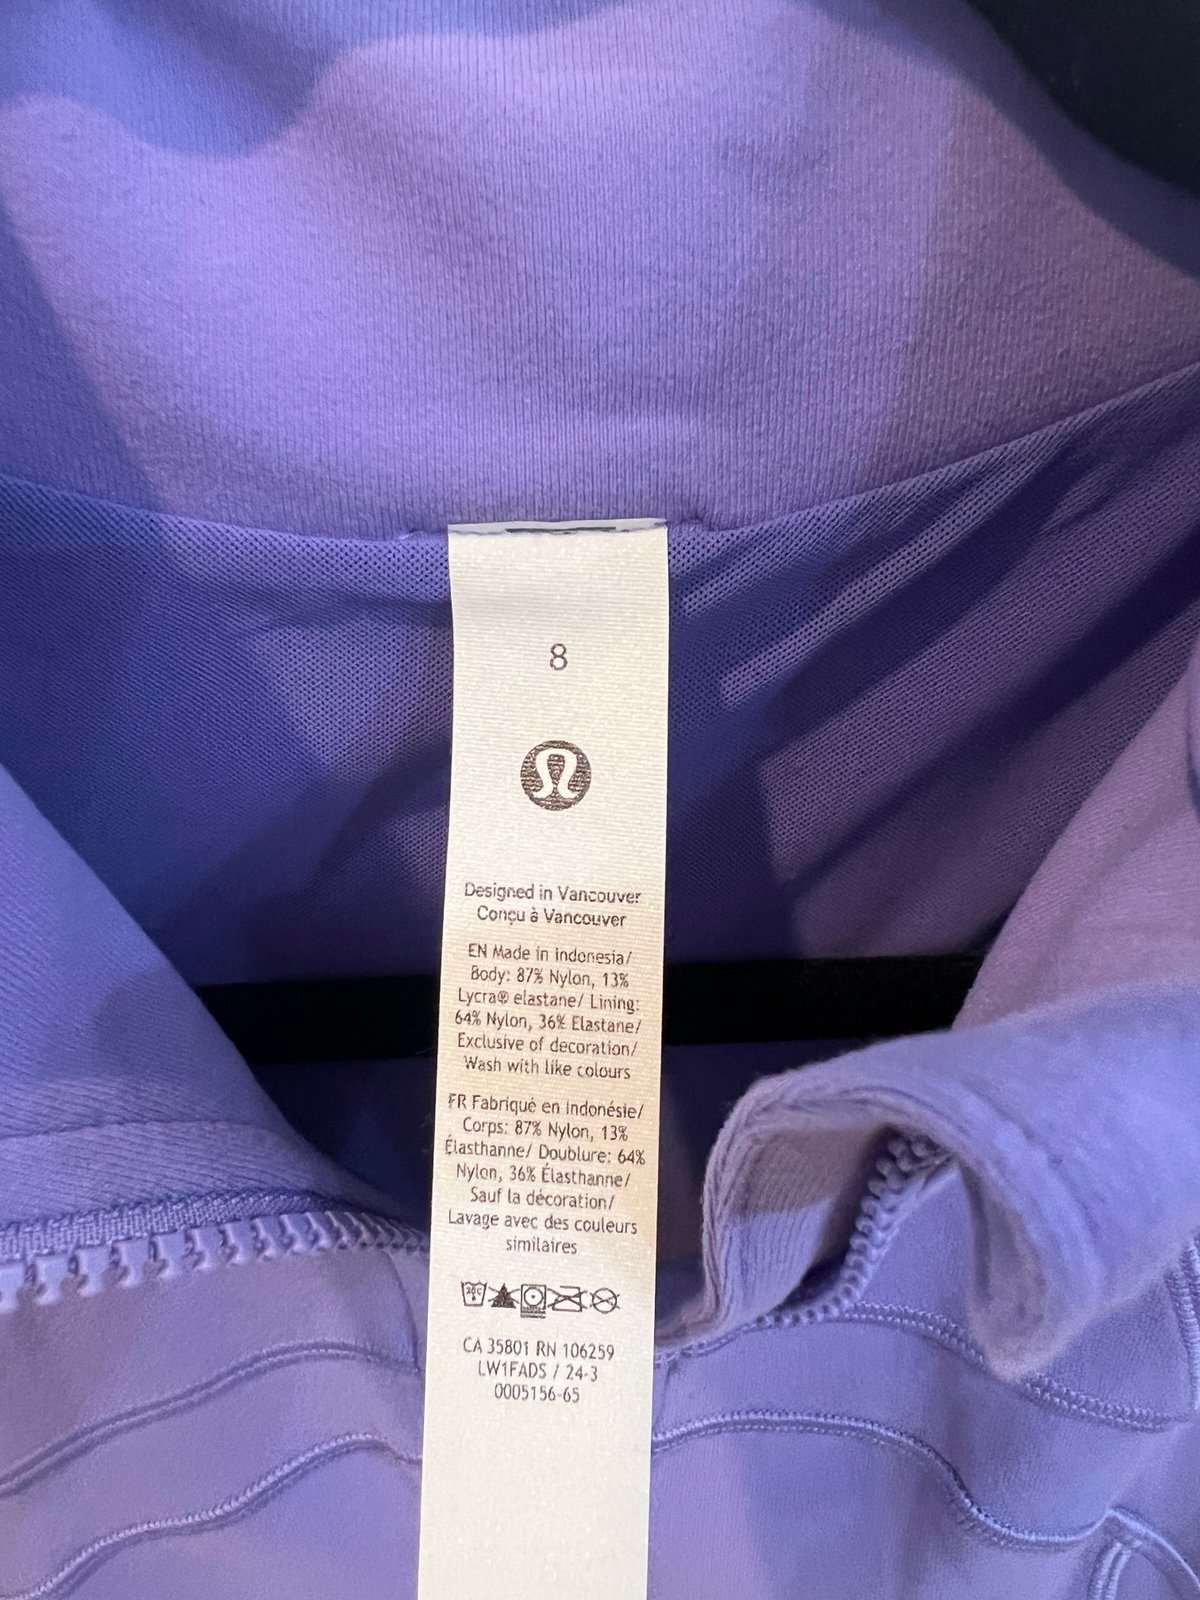 8
Designed in Vancouver
Conçu à Vancouver
EN Made in indonesia/
Body: 87% Nylon, 13%
Lycra® elastane/ Lining:
64% Nylon, 36% Elastane/
Exclusive of decoration/
Wash with like colours
FR Fabriqué en indonésie/
Corps: 87% Nylon, 13%
Élasthanne/ Doublure: 64%
Nylon, 36% Élasthanne/
Sauf la décoration/
Lavage avec des couleurs
similaires
30C
CA 35801 RN 106259
LW1FADS / 24-3
0005156-65